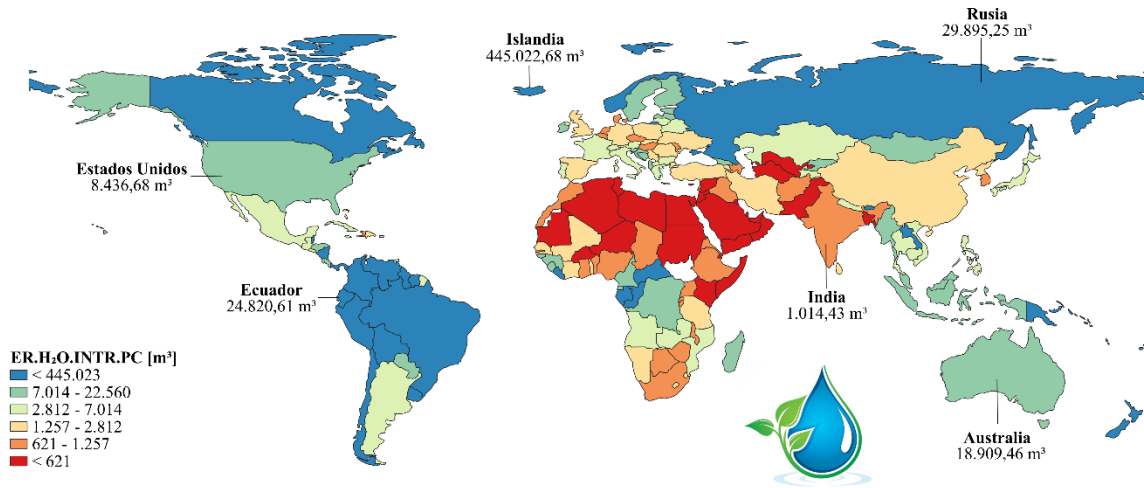 Rusia
29.895,25 m³
Islandia
445.022,68 m³
Estados Unidos
8.436,68 m³
Ecuador
24.820,61 m³
India
1.014,43 m³
Australia
18.909,46 m³
ER.H₂O.INTR.PC [m³]
< 445.023
7.014 - 22.560
2.812 - 7.014
1.257 - 2.812
621 - 1.257
< 621